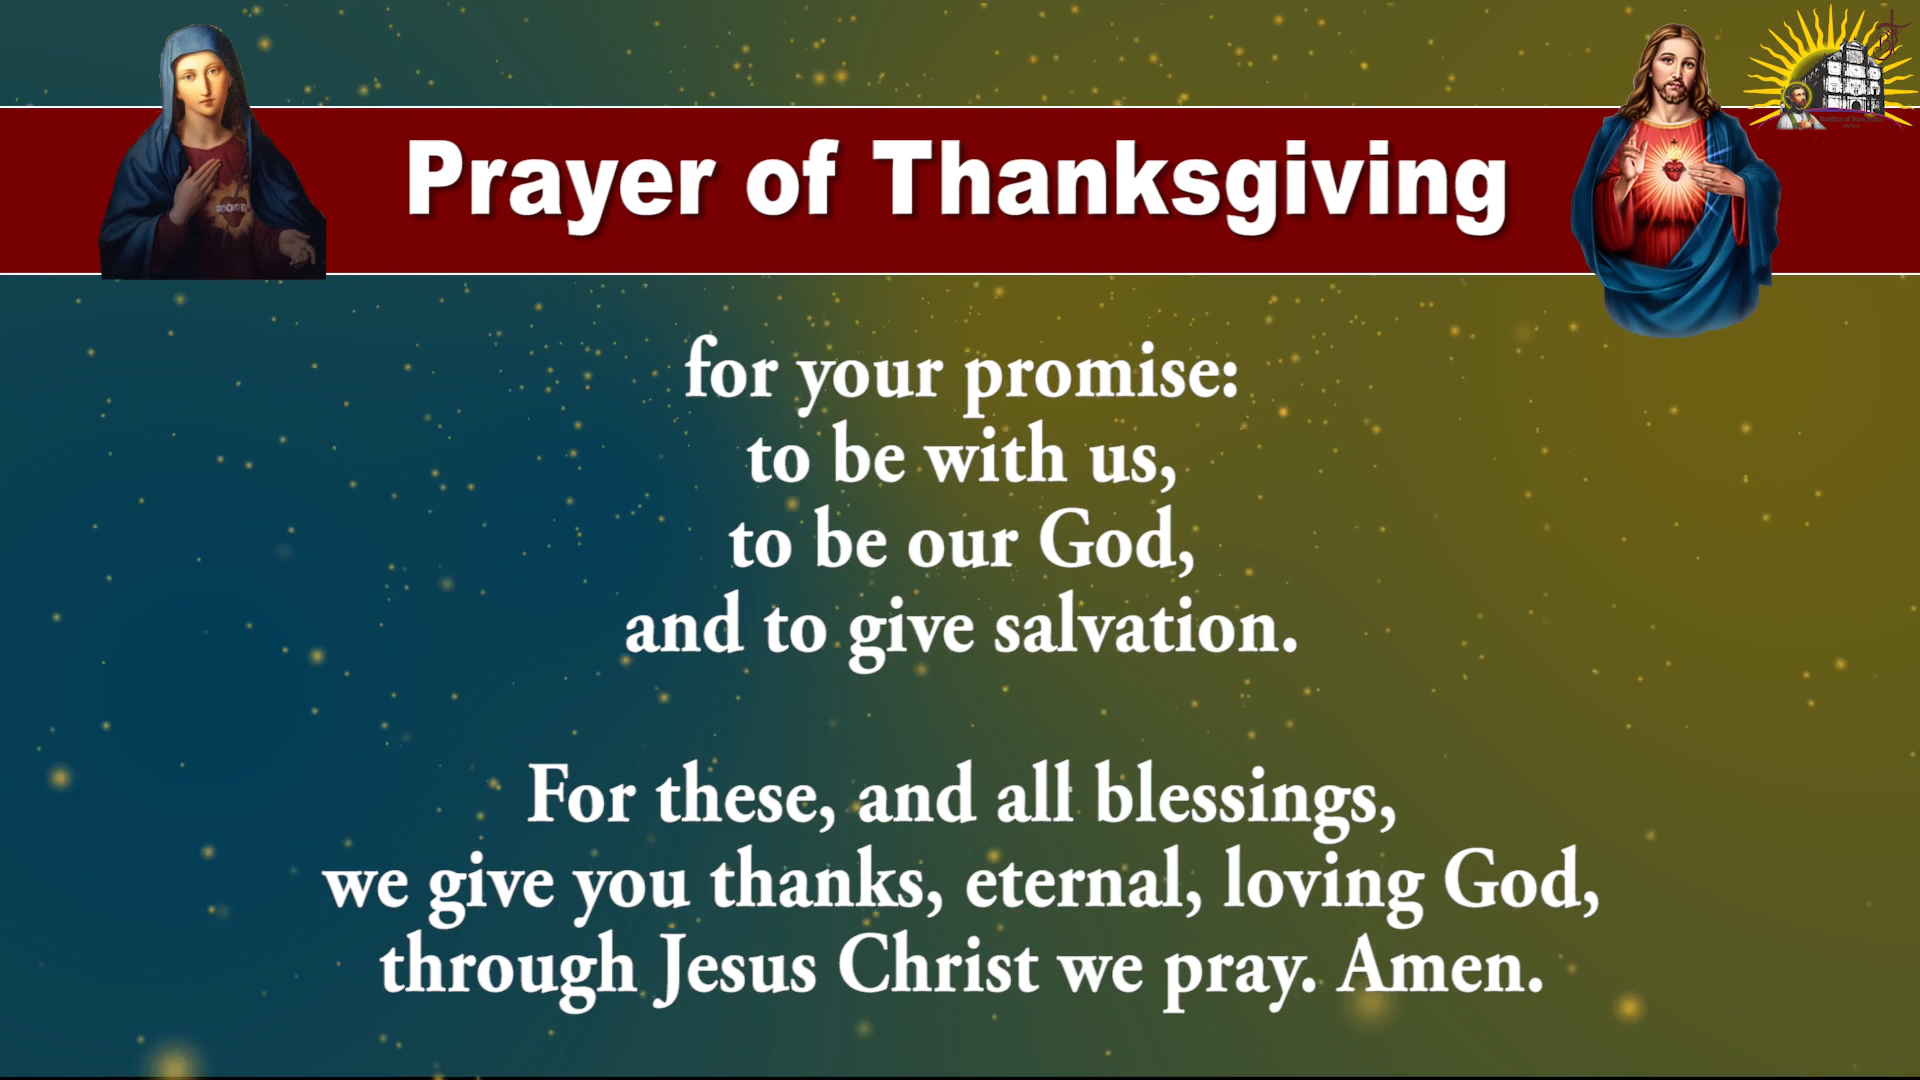 Prayer of Thanksgiving
for your promise:
to be with us,
to be our God,
and to give salvation.
For these, and all blessings,
we give you thanks, eternal, loving God,
through Jesus Christ we pray. Amen.